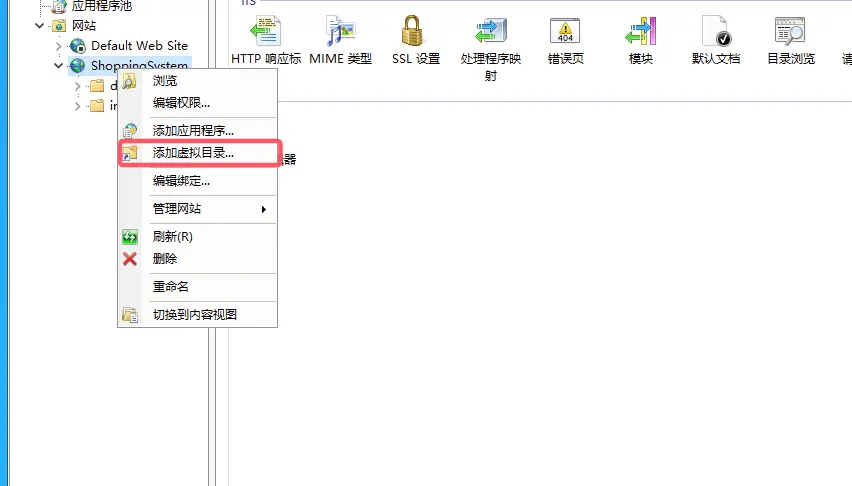 应用程序池
IIS
网站
Default Web Site
ShoppingSystem
HTTP 响应标
MIME 类型
SSL 设置
处理程序映
射
404
错误页
模块
默认文档
目录浏览
浏览
编辑权限...
添加应用程序...
添加虚拟目录...
器
编辑绑定...
管理网站
刷新(R)
删除
重命名
切换到内容视图